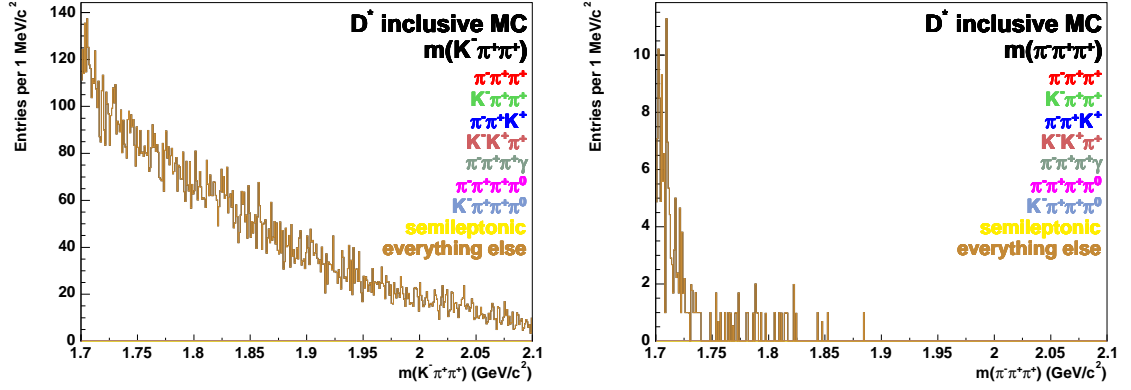 Entries per 1 MeV/c²
140
120
100
80
60
40
20
0
D* inclusive MC
m(K⁻π⁺π⁺)
π⁻π⁺π⁺
K⁻π⁺π⁺
π⁻π⁺K⁺
K⁻K⁺π⁺
π⁻π⁺π⁺γ
π⁻π⁺π⁺π⁰
K⁻π⁺π⁺π⁰
semileptonic
everything else
1.7 1.75 1.8 1.85 1.9 1.95 2 2.05 2.1
m(K⁻π⁺π⁺) (GeV/c²)
Entries per 1 MeV/c²
10
8
6
4
2
0
D* inclusive MC
m(π⁻π⁺π⁺)
π⁻π⁺π⁺
K⁻π⁺π⁺
π⁻π⁺K⁺
K⁻K⁺π⁺
π⁻π⁺π⁺γ
π⁻π⁺π⁺π⁰
K⁻π⁺π⁺π⁰
semileptonic
everything else
1.7 1.75 1.8 1.85 1.9 1.95 2 2.05 2.1
m(π⁻π⁺π⁺) (GeV/c²)